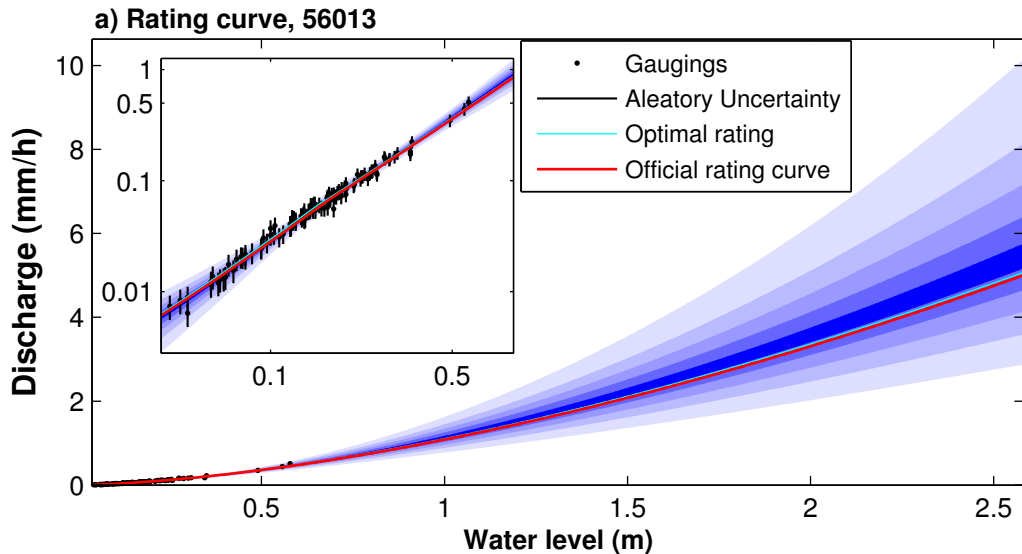 a) Rating curve, 56013
Gaugings
Aleatory Uncertainty
Optimal rating
Official rating curve
1
0.5
0.1
0.01
0.1
0.5
10
8
6
4
2
0
Discharge (mm/h)
0.5
1
1.5
2
2.5
Water level (m)